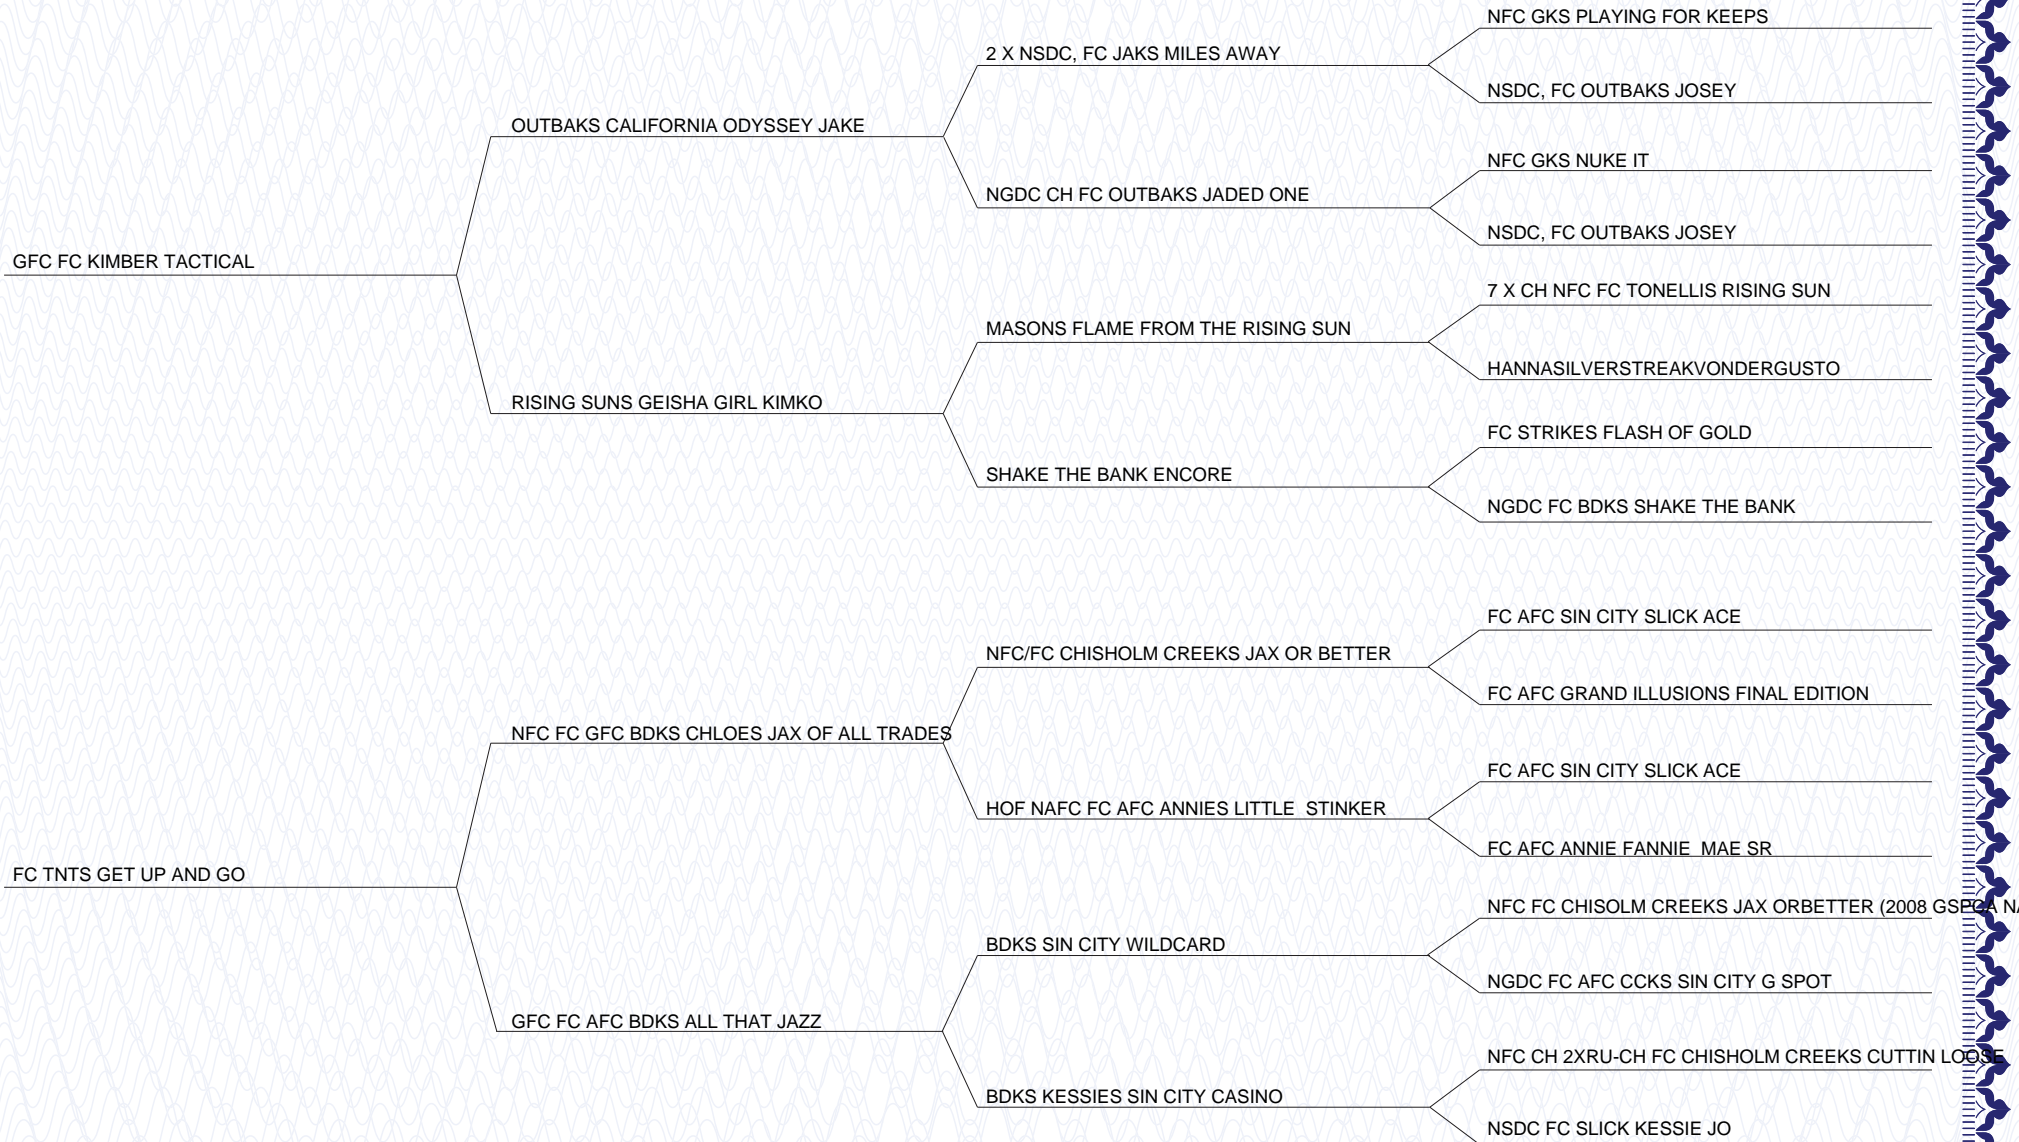 NFC GKS PLAYING FOR KEEPS
2 X NSDC, FC JAKS MILES AWAY
NSDC, FC OUTBAKS JOSEY
OUTBAKS CALIFORNIA ODYSSEY JAKE
NFC GKS NUKE IT
NGDC CH FC OUTBAKS JADED ONE
NSDC, FC OUTBAKS JOSEY
GFC FC KIMBER TACTICAL
7 X CH NFC FC TONELLIS RISING SUN
MASONS FLAME FROM THE RISING SUN
HANNASILVERSTREAKVONDERGUSTO
RISING SUNS GEISHA GIRL KIMKO
FC STRIKES FLASH OF GOLD
SHAKE THE BANK ENCORE
NGDC FC BDKS SHAKE THE BANK
FC AFC SIN CITY SLICK ACE
NFC/FC CHISHOLM CREEKS JAX OR BETTER
FC AFC GRAND ILLUSIONS FINAL EDITION
NFC FC GFC BDKS CHLOES JAX OF ALL TRADES
FC AFC SIN CITY SLICK ACE
HOF NAFC FC AFC ANNIES LITTLE  STINKER
FC AFC ANNIE FANNIE  MAE SR
FC TNTS GET UP AND GO
NFC FC CHISOLM CREEKS JAX ORBETTER (2008 GSPCA
BDKS SIN CITY WILDCARD
NGDC FC AFC CCKS SIN CITY G SPOT
GFC FC AFC BDKS ALL THAT JAZZ
NFC CH 2XRU-CH FC CHISHOLM CREEKS CUTTIN LOOSE
BDKS KESSIES SIN CITY CASINO
NSDC FC SLICK KESSIE JO